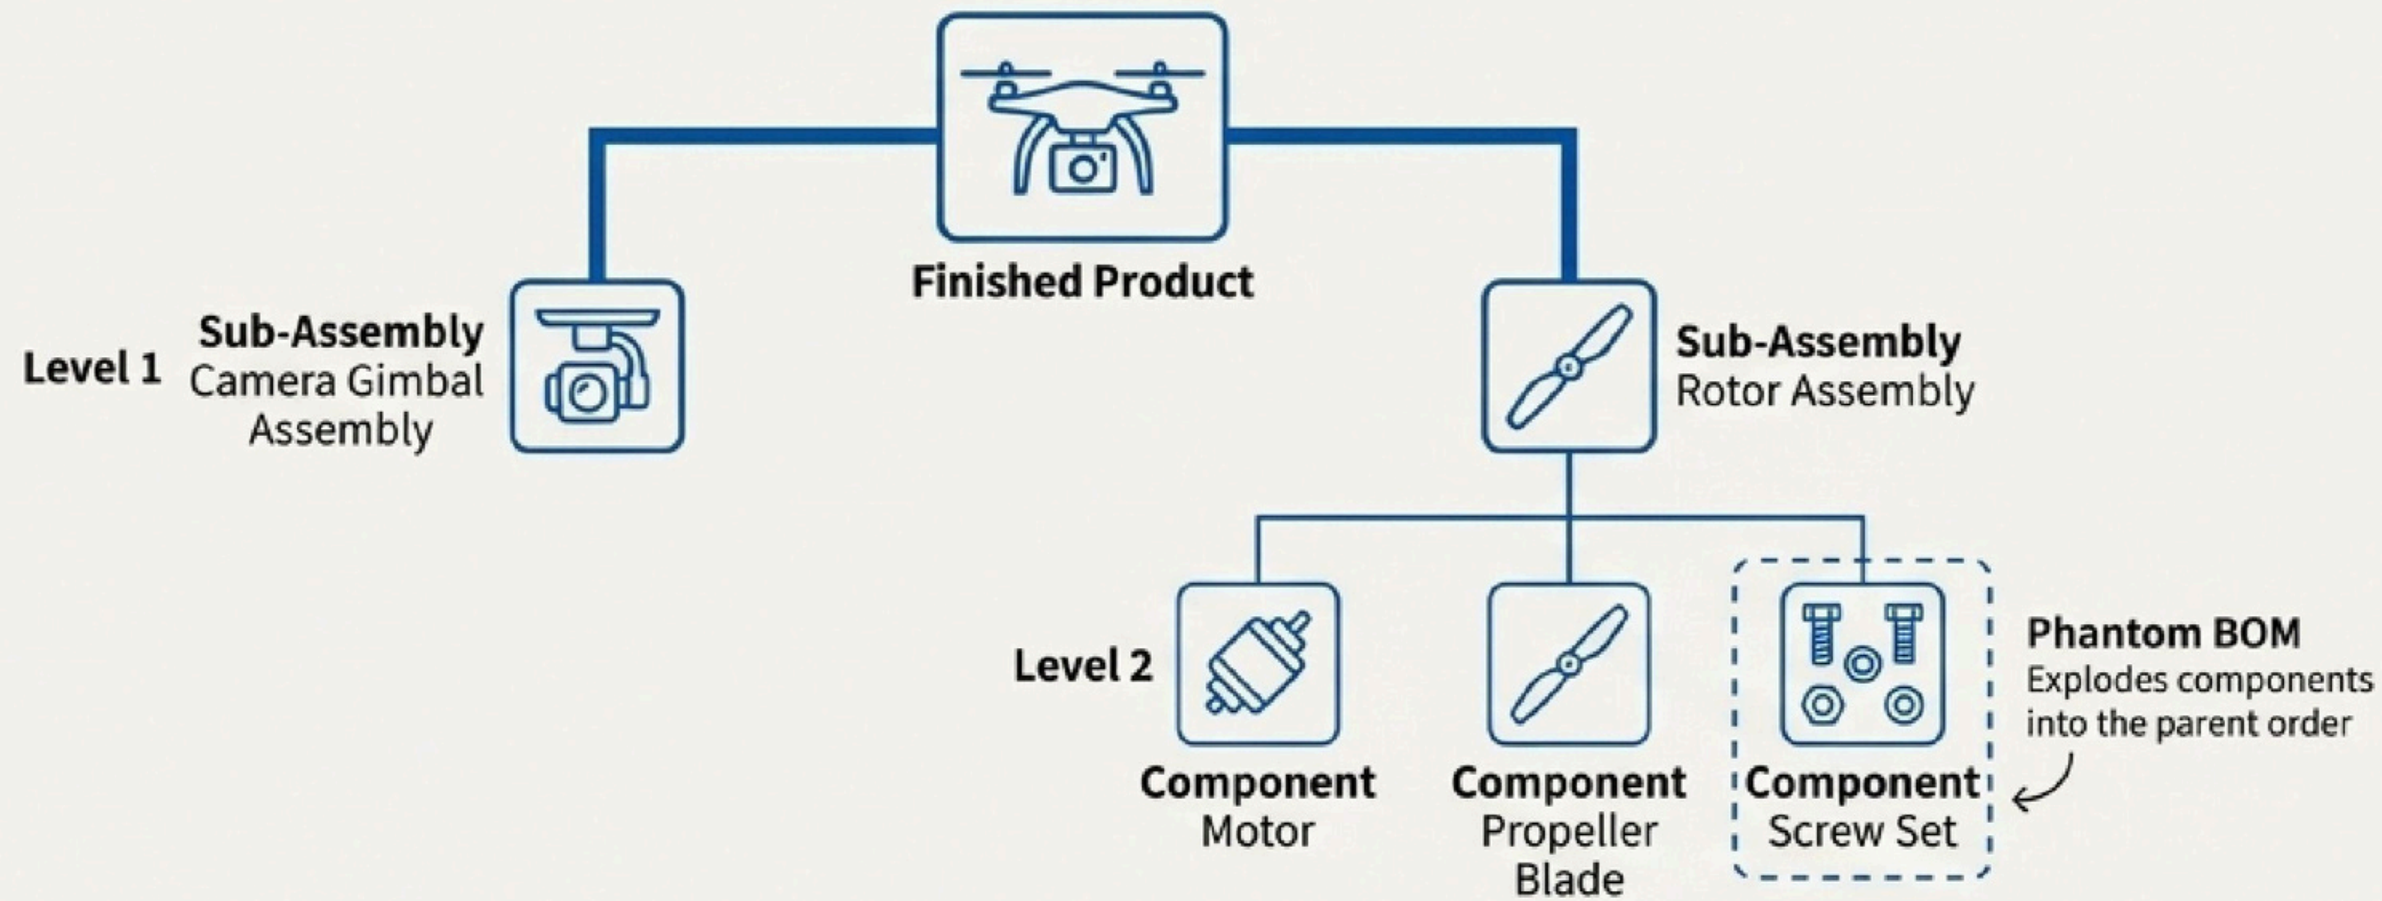 Finished Product
Level 1
Sub-Assembly
Camera Gimbal
Assembly
Sub-Assembly
Rotor Assembly
Level 2
Component
Motor
Component
Propeller
Blade
Component
Screw Set
Phantom BOM
Explodes components
into the parent order